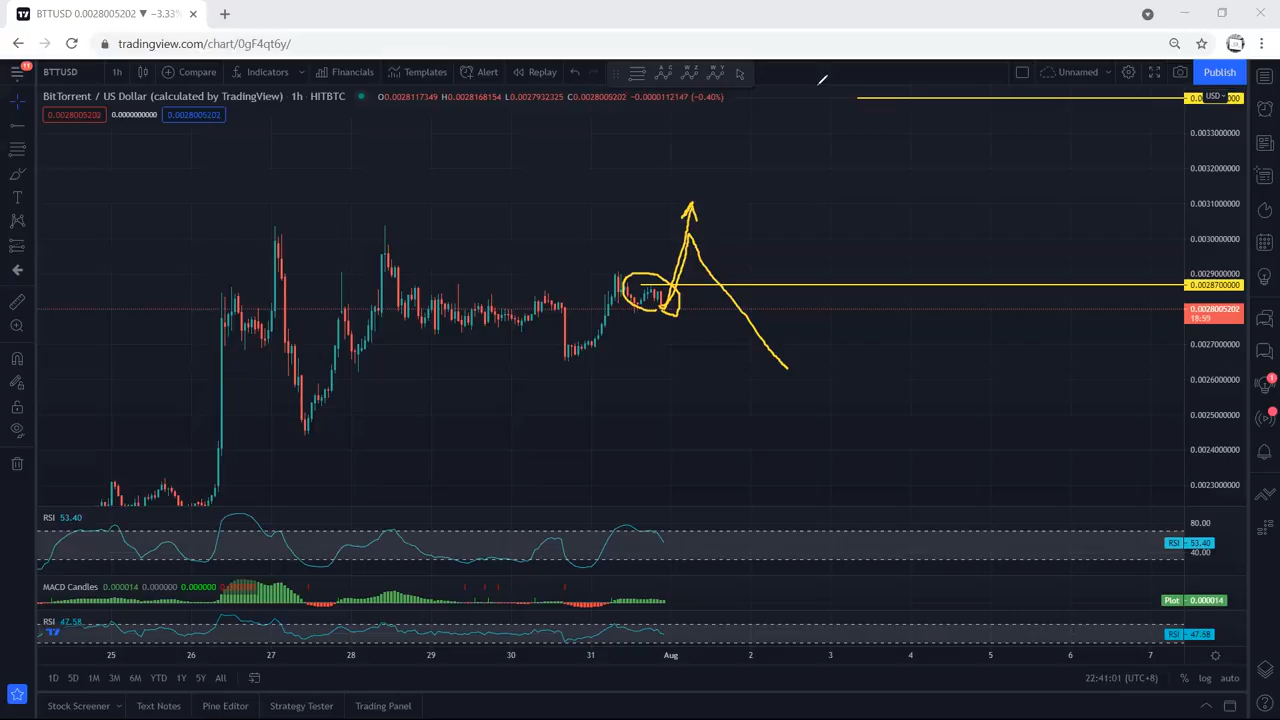 BTTUSD 0.0028005202 ▼ −3.33%
tradingview.com/chart/0gF4qt6y/
11
BTTUSD 1h Compare Indicators Financials Templates Alert Replay Unnamed Publish
BitTorrent / US Dollar (calculated by TradingView) · 1h · HITBTC O0.0028117349 H0.0028168154 L0.0027932325 C0.0028005202 −0.0000112147 (−0.40%)
USD
0.0028005202 0.0000000000 0.0028005202
0.0033000000
0.0032000000
0.0031000000
0.0030000000
0.0029000000
0.0028700000
0.0028005202
18:59
0.0027000000
0.0026000000
0.0025000000
0.0024000000
0.0023000000
RSI 53.40
80.00
RSI 53.40
40.00
MACD Candles 0.000014 0.000000 0.000000
Plot 0.000014
RSI 47.58
RSI 47.58
25 26 27 28 29 30 31 Aug 2 3 4 5 6 7
1D 5D 1M 3M 6M YTD 1Y 5Y All 22:41:01 (UTC+8) % log auto
Stock Screener Text Notes Pine Editor Strategy Tester Trading Panel
1